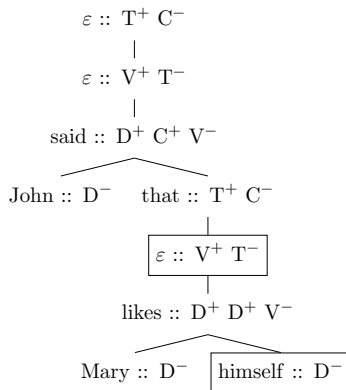 ε :: T⁺ C⁻
ε :: V⁺ T⁻
said :: D⁺ C⁺ V⁻
John :: D⁻ that :: T⁺ C⁻
ε :: V⁺ T⁻
likes :: D⁺ D⁺ V⁻
Mary :: D⁻ himself :: D⁻